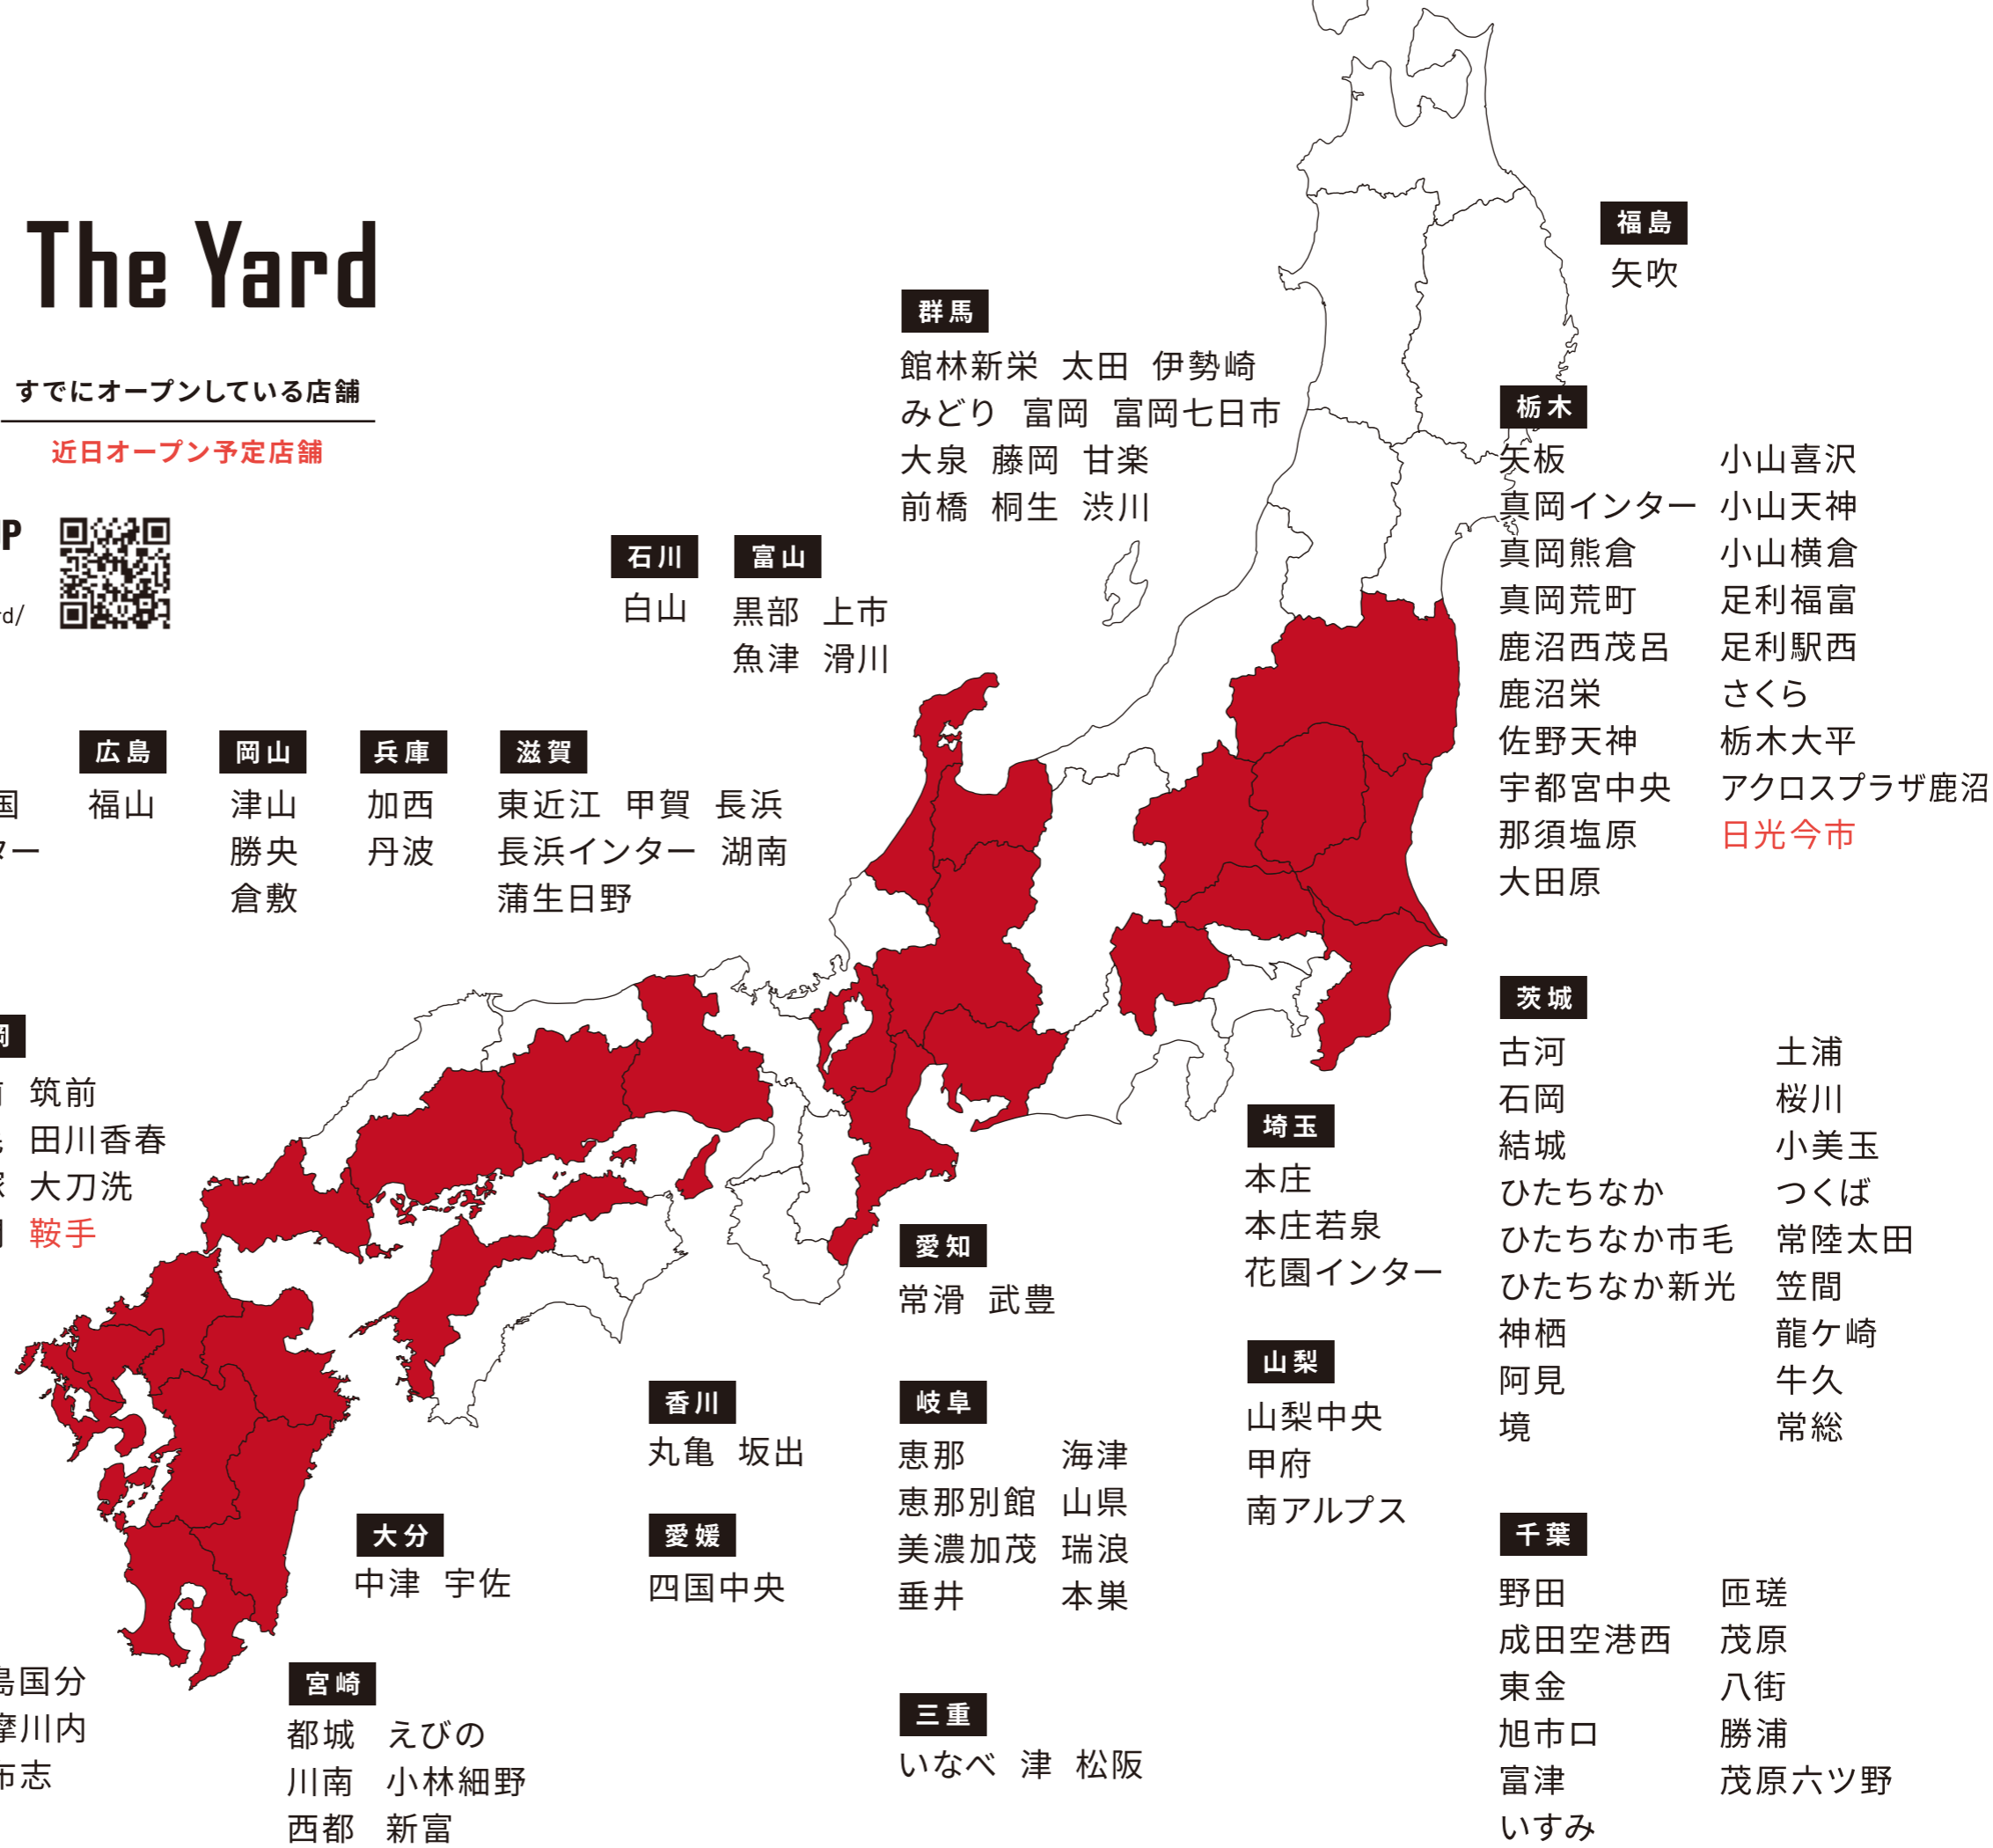 The Yard
すでにオープンしている店舗
近日オープン予定店舗
福島
矢吹
群馬
館林新栄 太田 伊勢崎
みどり 富岡 富岡七日市
大泉 藤岡 甘楽
前橋 桐生 渋川
栃木
矢板 小山喜沢
真岡インター 小山天神
真岡熊倉 小山横倉
真岡荒町 足利福富
鹿沼西茂呂 足利駅西
鹿沼栄 さくら
佐野天神 栃木大平
宇都宮中央 アクロスプラザ鹿沼
那須塩原 日光今市
大田原
石川
白山
富山
黒部 上市
魚津 滑川
広島
福山
岡山
津山
勝央
倉敷
兵庫
加西
丹波
滋賀
東近江 甲賀 長浜
長浜インター 湖南
蒲生日野
国
ター
岡
筑前
田川香春
大刀洗
鞍手
茨城
古河 土浦
石岡 桜川
結城 小美玉
ひたちなか つくば
ひたちなか市毛 常陸太田
ひたちなか新光 笠間
神栖 龍ケ崎
阿見 牛久
境 常総
埼玉
本庄
本庄若泉
花園インター
愛知
常滑 武豊
山梨
山梨中央
甲府
南アルプス
香川
丸亀 坂出
岐阜
恵那 海津
恵那別館 山県
美濃加茂 瑞浪
垂井 本巣
大分
中津 宇佐
愛媛
四国中央
千葉
野田 匝瑳
成田空港西 茂原
東金 八街
旭市口 勝浦
富津 茂原六ツ野
いすみ
島国分
摩川内
布志
宮崎
都城 えびの
川南 小林細野
西都 新富
三重
いなべ 津 松阪